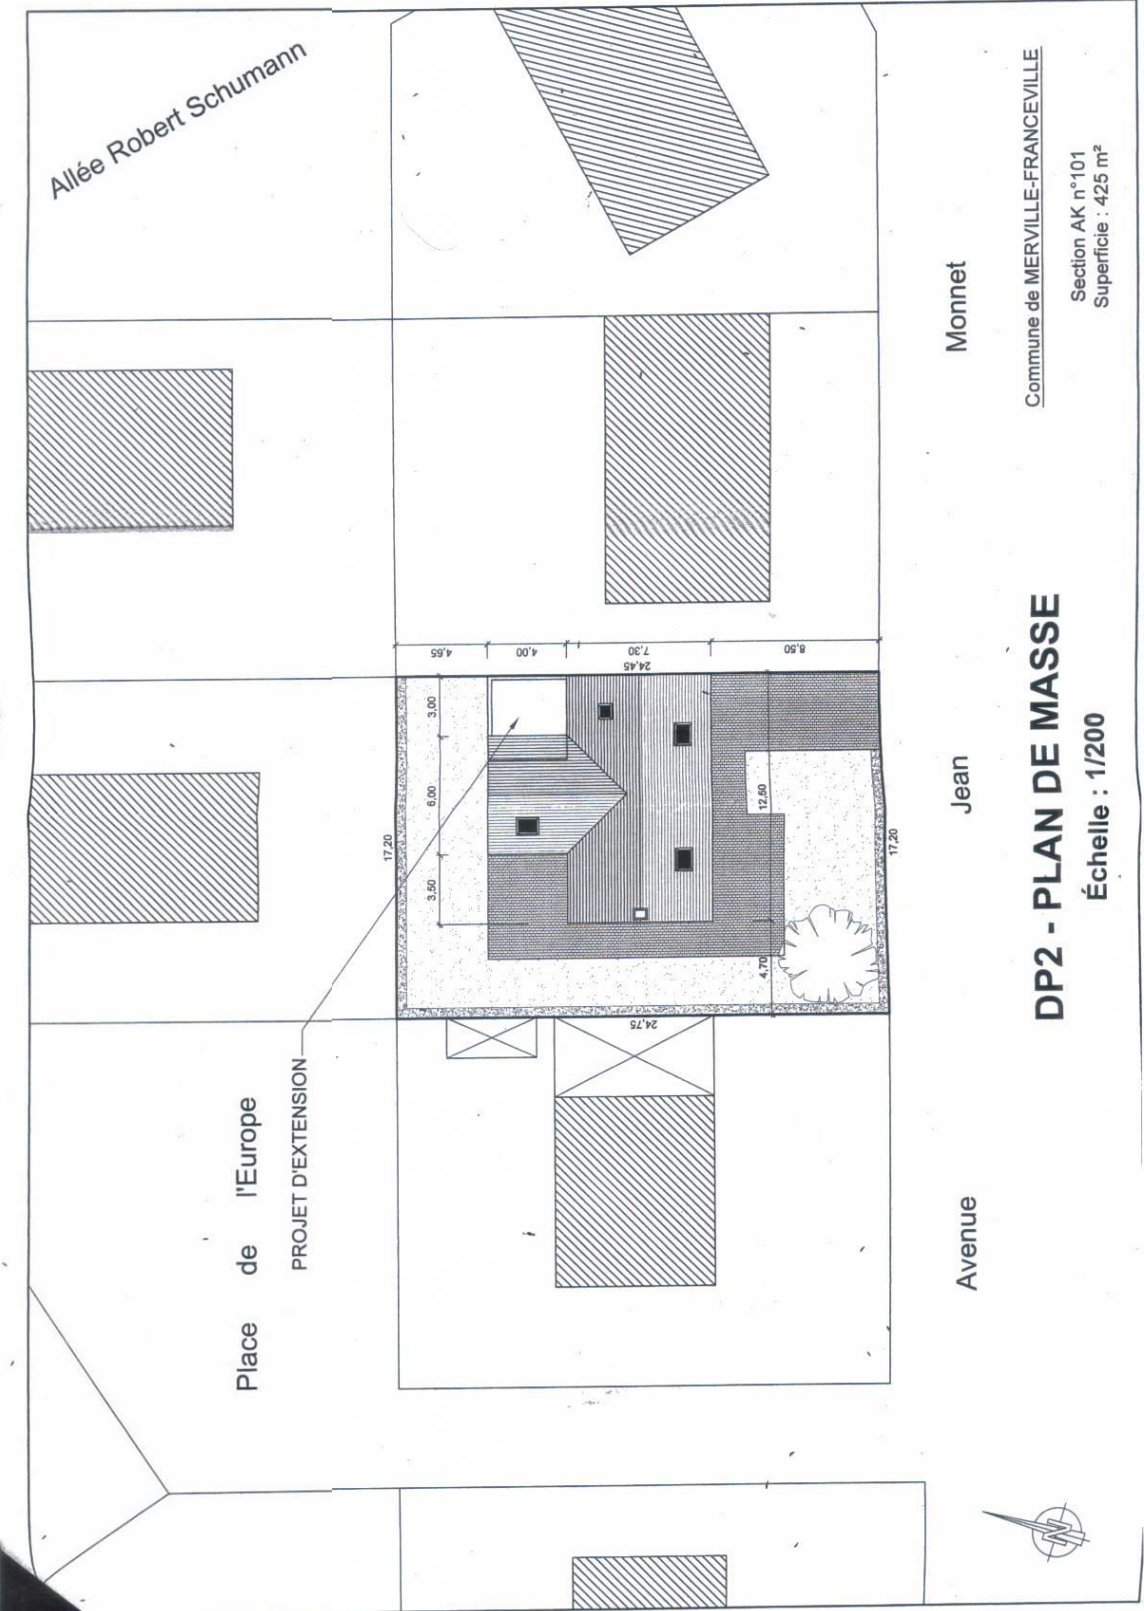 Allée Robert Schumann
Place de l'Europe
PROJET D'EXTENSION
17,20
3,50
6,00
3,00
4,65
4,00
7,30
24,45
8,50
12,50
4,70
24,75
17,20
Avenue Jean Monnet
DP2 - PLAN DE MASSE
Échelle : 1/200
Commune de MERVILLE-FRANCEVILLE
Section AK n°101
Superficie : 425 m²
N